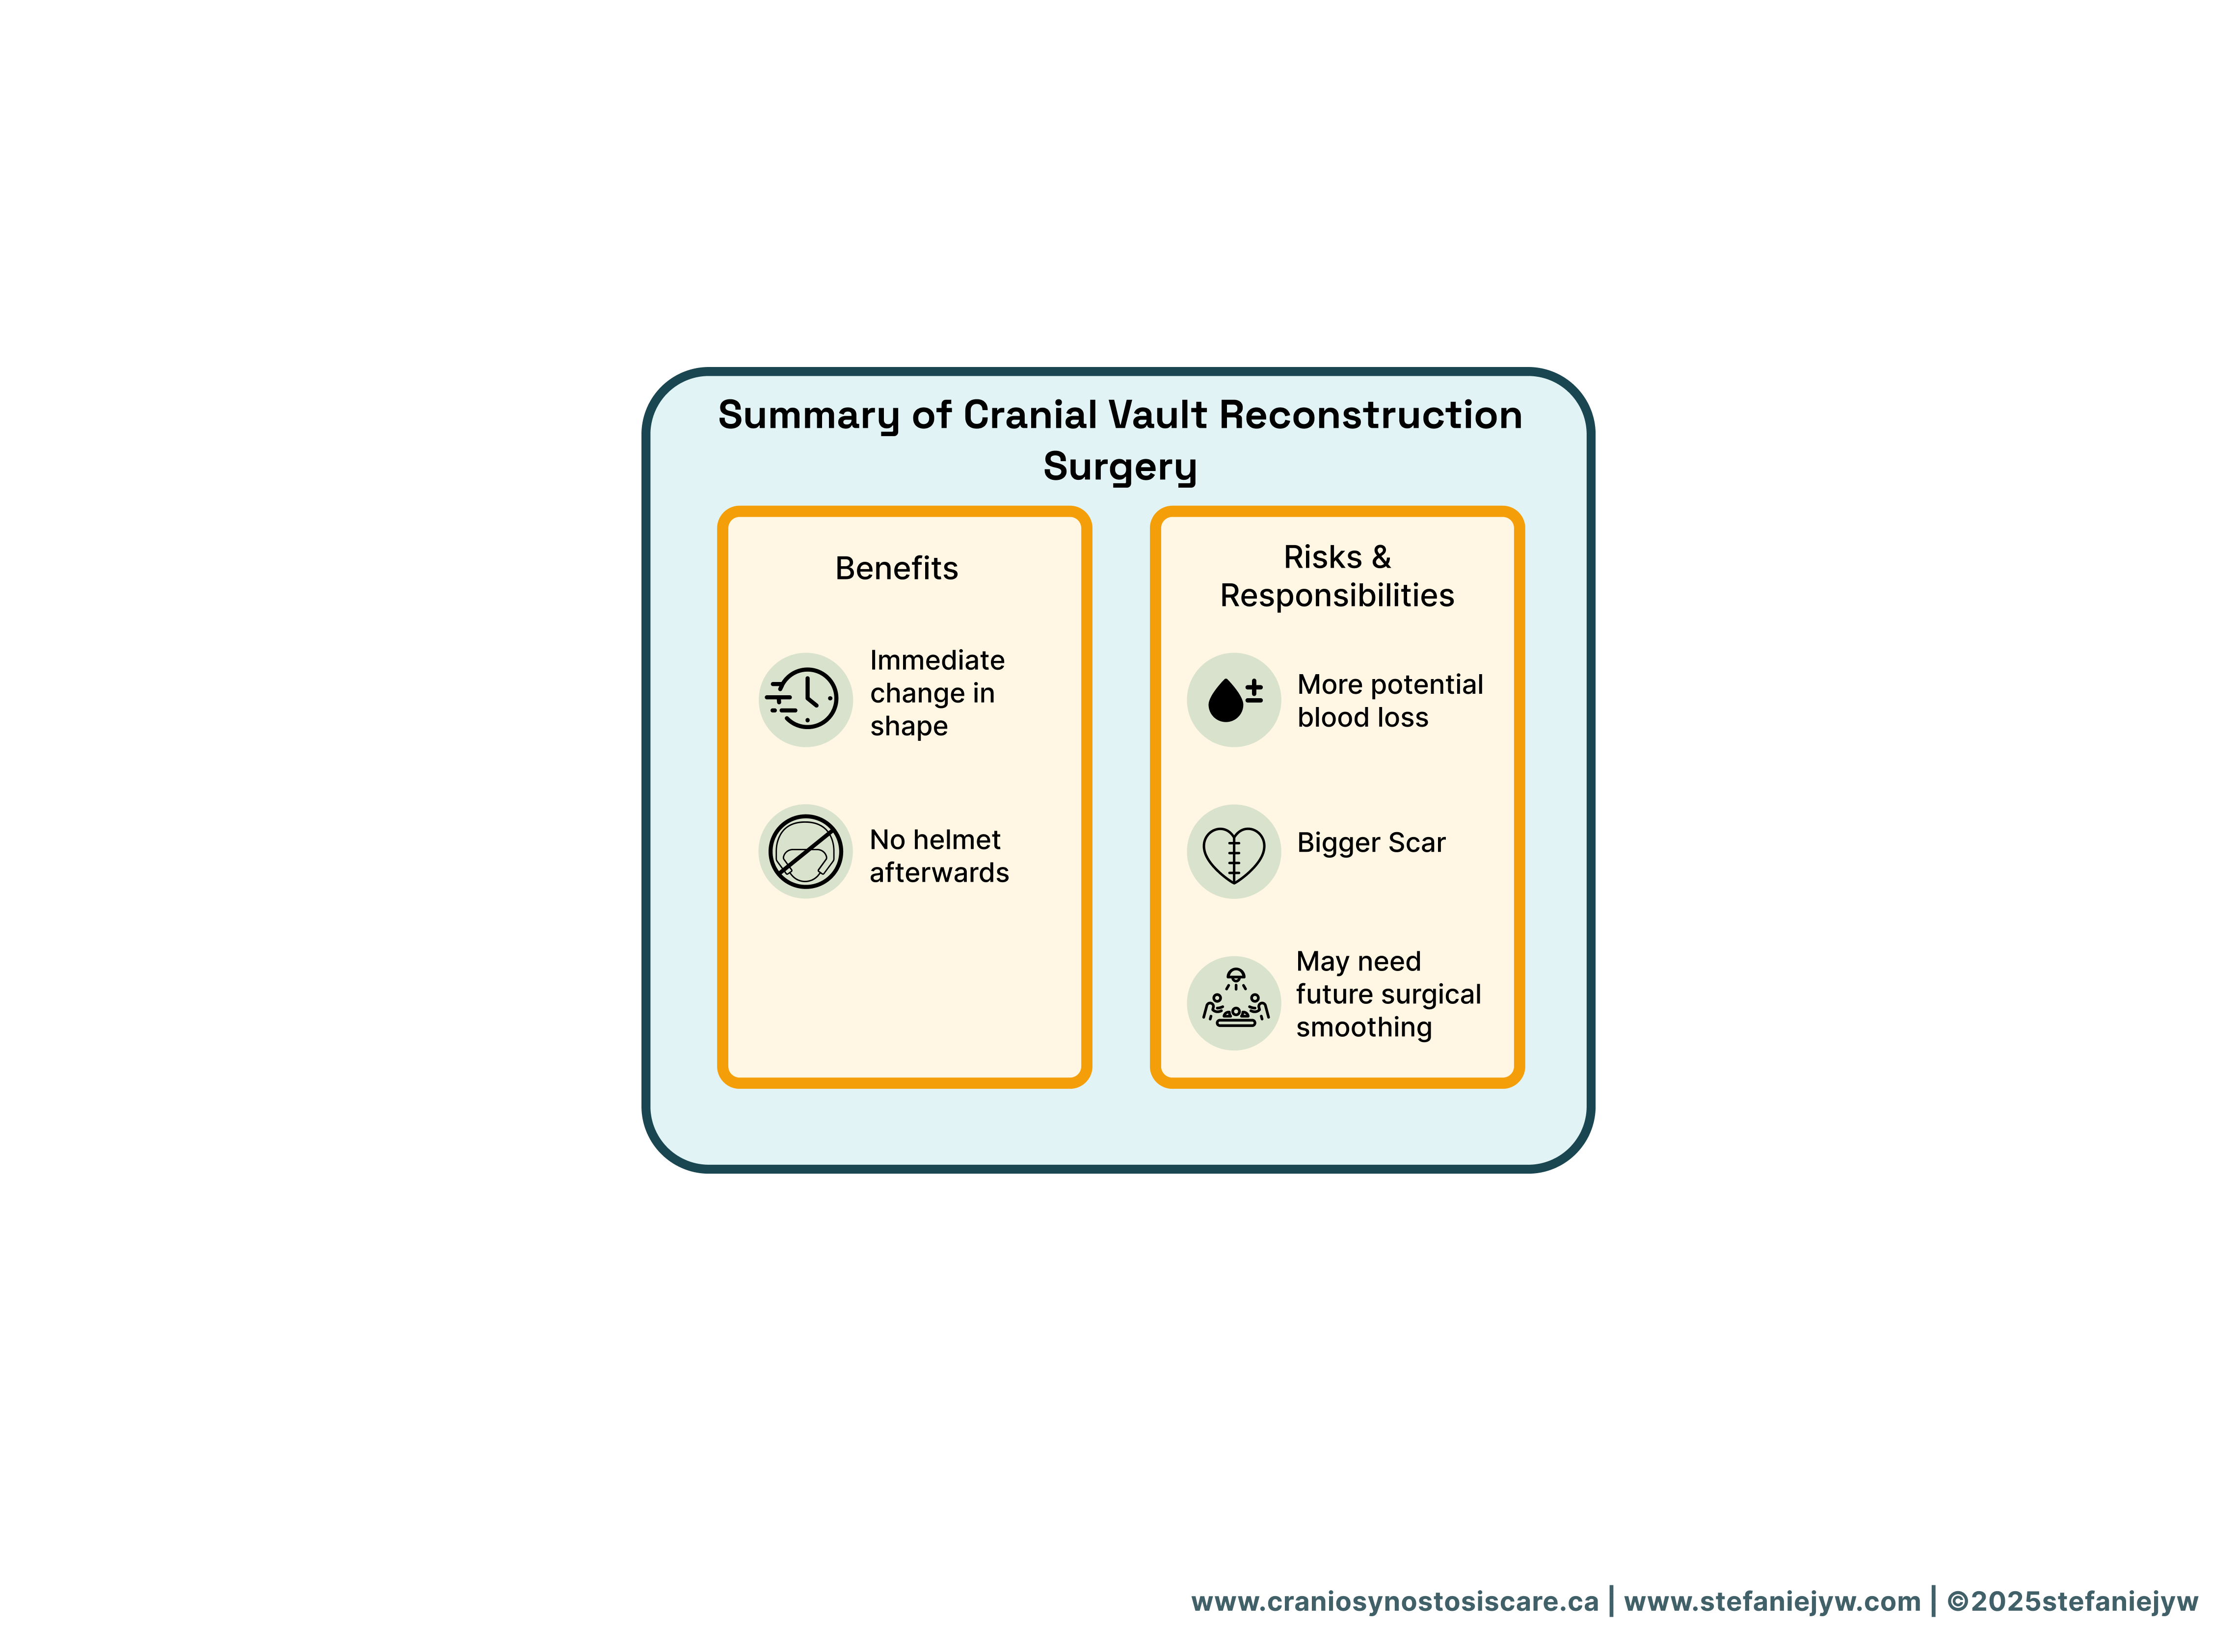 Summary of Cranial Vault Reconstruction
Surgery
Benefits
Immediate
change in
shape
No helmet
afterwards
Risks &
Responsibilities
More potential
blood loss
Bigger Scar
May need
future surgical
smoothing
www.craniosynostosiscare.ca | www.stefaniejyw.com | ©2025stefaniejyw